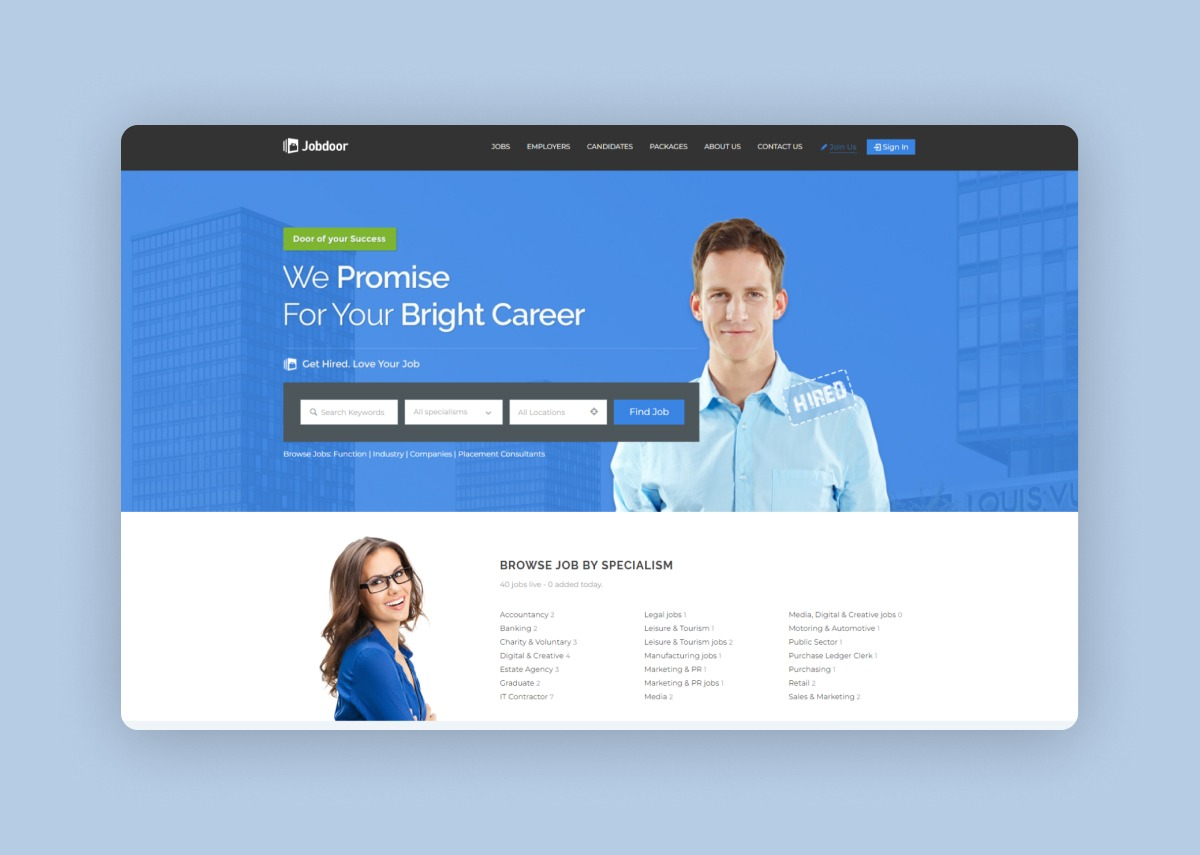 Jobdoor
JOBS EMPLOYERS CANDIDATES PACKAGES ABOUT US CONTACT US Join Us Sign In
Door of your Success
We Promise
For Your Bright Career
Get Hired. Love Your Job
Search Keywords All specialisms All Locations Find Job
HIRED
Browse Jobs: Function | Industry | Companies | Placement Consultants
LOUIS VU
BROWSE JOB BY SPECIALISM
40 jobs live - 0 added today.
Accountancy 2
Banking 2
Charity & Voluntary 3
Digital & Creative 4
Estate Agency 3
Graduate 2
IT Contractor 7
Legal jobs 1
Leisure & Tourism 1
Leisure & Tourism jobs 2
Manufacturing jobs 1
Marketing & PR 1
Marketing & PR jobs 1
Media 2
Media, Digital & Creative jobs 0
Motoring & Automotive 1
Public Sector 1
Purchase Ledger Clerk 1
Purchasing 1
Retail 2
Sales & Marketing 2